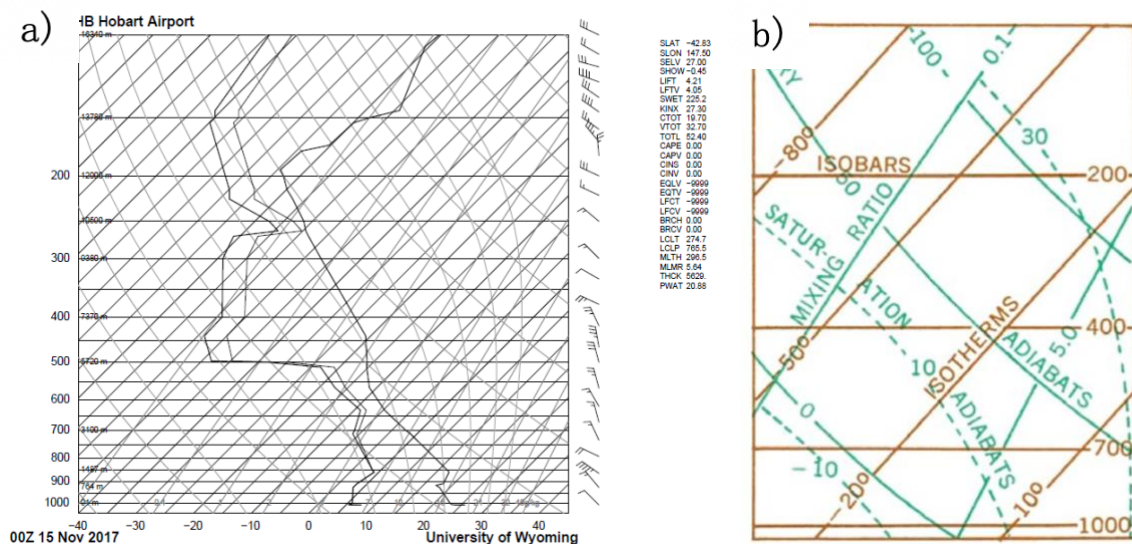 a)
HB Hobart Airport
16340 m
13780 m
200
12000 m
10500 m
300
400
7370 m
500
5720 m
600
700
3100 m
800
1457 m
900
784 m
1000
−40 −30 −20 −10 0 10 20 30 40
00Z 15 Nov 2017
University of Wyoming
SLAT −42.83
SLON 147.50
SELV 27.00
SHOW −0.45
LIFT 4.21
LFTV 4.05
SWET 225.2
KINX 27.30
CTOT 19.70
VTOT 32.70
TOTL 52.40
CAPE 0.00
CAPV 0.00
CINS 0.00
CINV 0.00
EQLV −9999
EQTV −9999
LFCT −9999
LFCV −9999
BRCH 0.00
BRCV 0.00
LCLT 274.7
LCLP 765.5
MLTH 296.5
MLMR 5.64
THCK 5629.
PWAT 20.88
b)
−100
0.1
−80°
30
ISOBARS
200
MIXING RATIO
SATUR-
ATION
ADIABATS
400
−50°
ISOTHERMS
ADIABATS
5.0
10
0
−10
700
−20°
10°
1000